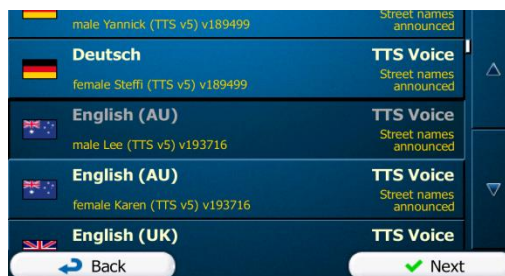 male Yannick (TTS v5) v189499
Street names
announced
Deutsch
TTS Voice
female Steffi (TTS v5) v189499
Street names
announced
English (AU)
TTS Voice
male Lee (TTS v5) v193716
Street names
announced
English (AU)
TTS Voice
female Karen (TTS v5) v193716
Street names
announced
English (UK)
TTS Voice
Back
Next